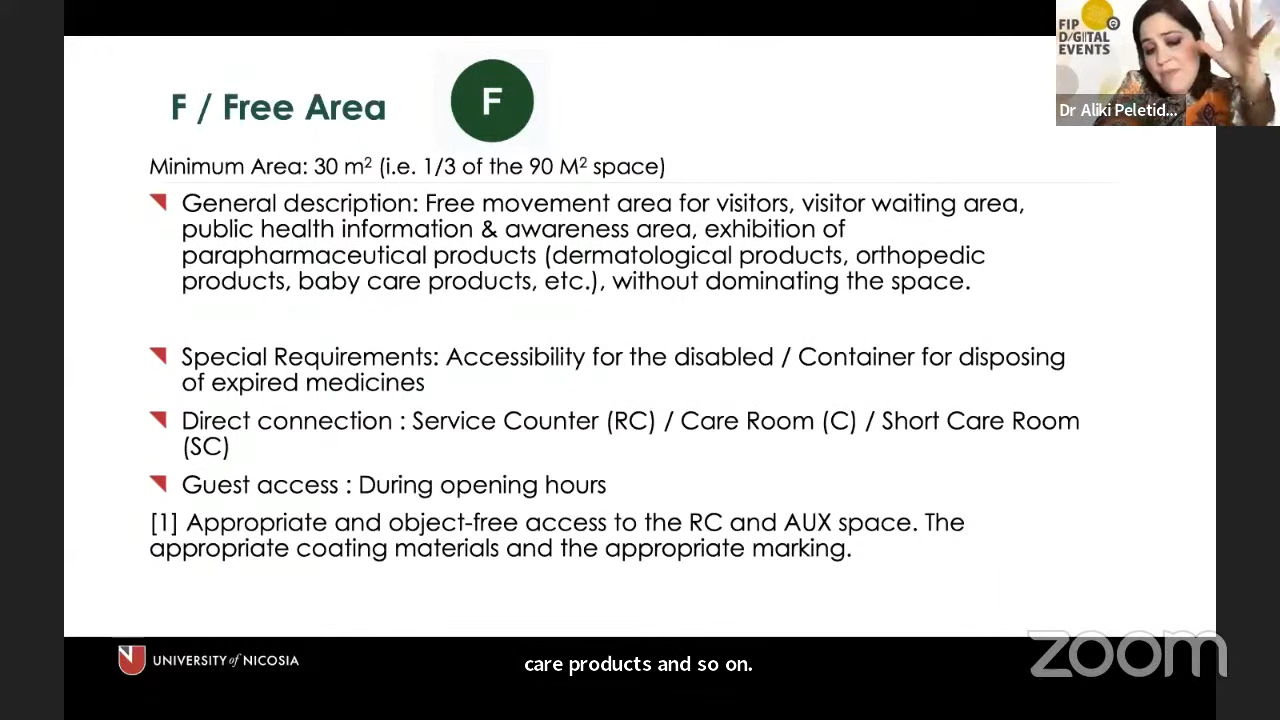 F / Free Area
F
Minimum Area: 30 m² (i.e. 1/3 of the 90 M² space)
General description: Free movement area for visitors, visitor waiting area,
public health information & awareness area, exhibition of
parapharmaceutical products (dermatological products, orthopedic
products, baby care products, etc.), without dominating the space.
Special Requirements: Accessibility for the disabled / Container for disposing
of expired medicines
Direct connection : Service Counter (RC) / Care Room (C) / Short Care Room
(SC)
Guest access : During opening hours
[1] Appropriate and object-free access to the RC and AUX space. The
appropriate coating materials and the appropriate marking.
FIP
DIGITAL
EVENTS
Dr Aliki Peletid...
N
UNIVERSITY of NICOSIA
care products and so on.
zoom